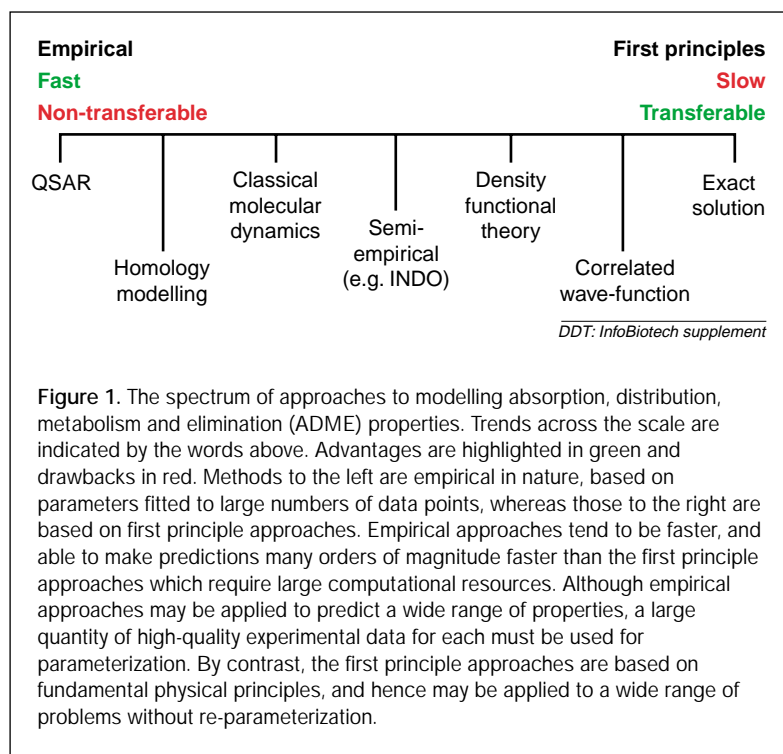 Empirical
First principles
Fast
Slow
Non-transferable
Transferable
QSAR
Homology
modelling
Classical
molecular
dynamics
Semi-
empirical
(e.g. INDO)
Density
functional
theory
Correlated
wave-function
Exact
solution
DDT: InfoBiotech supplement
Figure 1. The spectrum of approaches to modelling absorption, distribution,
metabolism and elimination (ADME) properties. Trends across the scale are
indicated by the words above. Advantages are highlighted in green and
drawbacks in red. Methods to the left are empirical in nature, based on
parameters fitted to large numbers of data points, whereas those to the right are
based on first principle approaches. Empirical approaches tend to be faster, and
able to make predictions many orders of magnitude faster than the first principle
approaches which require large computational resources. Although empirical
approaches may be applied to predict a wide range of properties, a large
quantity of high-quality experimental data for each must be used for
parameterization. By contrast, the first principle approaches are based on
fundamental physical principles, and hence may be applied to a wide range of
problems without re-parameterization.